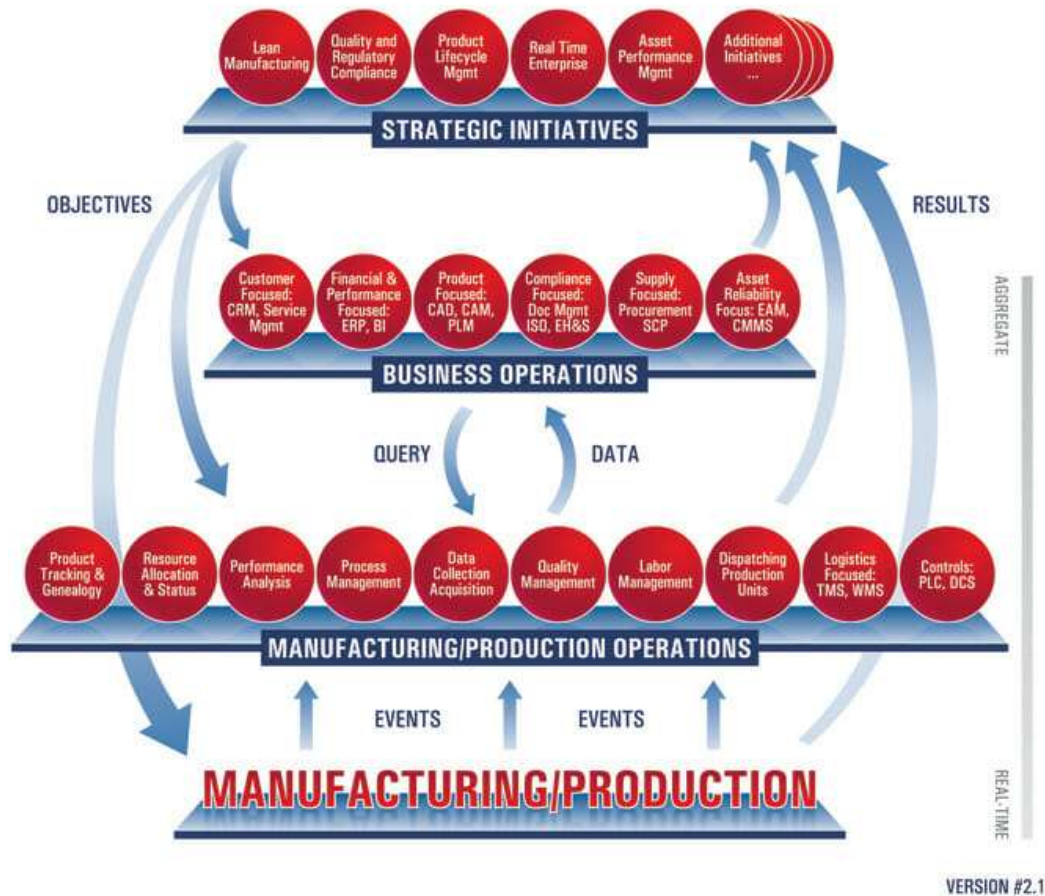 Lean
Manufacturing
Quality and
Regulatory
Compliance
Product
Lifecycle
Mgmt
Real Time
Enterprise
Asset
Performance
Mgmt
Additional
Initiatives
...
STRATEGIC INITIATIVES
OBJECTIVES
RESULTS
Customer
Focused:
CRM, Service
Mgmt
Financial &
Performance
Focused:
ERP, BI
Product
Focused:
CAD, CAM,
PLM
Compliance
Focused:
Doc Mgmt
ISO, EH&S
Supply
Focused:
Procurement
SCP
Asset
Reliability
Focus: EAM,
CMMS
BUSINESS OPERATIONS
AGGREGATE
QUERY
DATA
Product
Tracking &
Genealogy
Resource
Allocation
& Status
Performance
Analysis
Process
Management
Data
Collection
Acquisition
Quality
Management
Labor
Management
Dispatching
Production
Units
Logistics
Focused:
TMS, WMS
Controls:
PLC, DCS
MANUFACTURING/PRODUCTION OPERATIONS
EVENTS
EVENTS
MANUFACTURING/PRODUCTION
REAL-TIME
VERSION #2.1